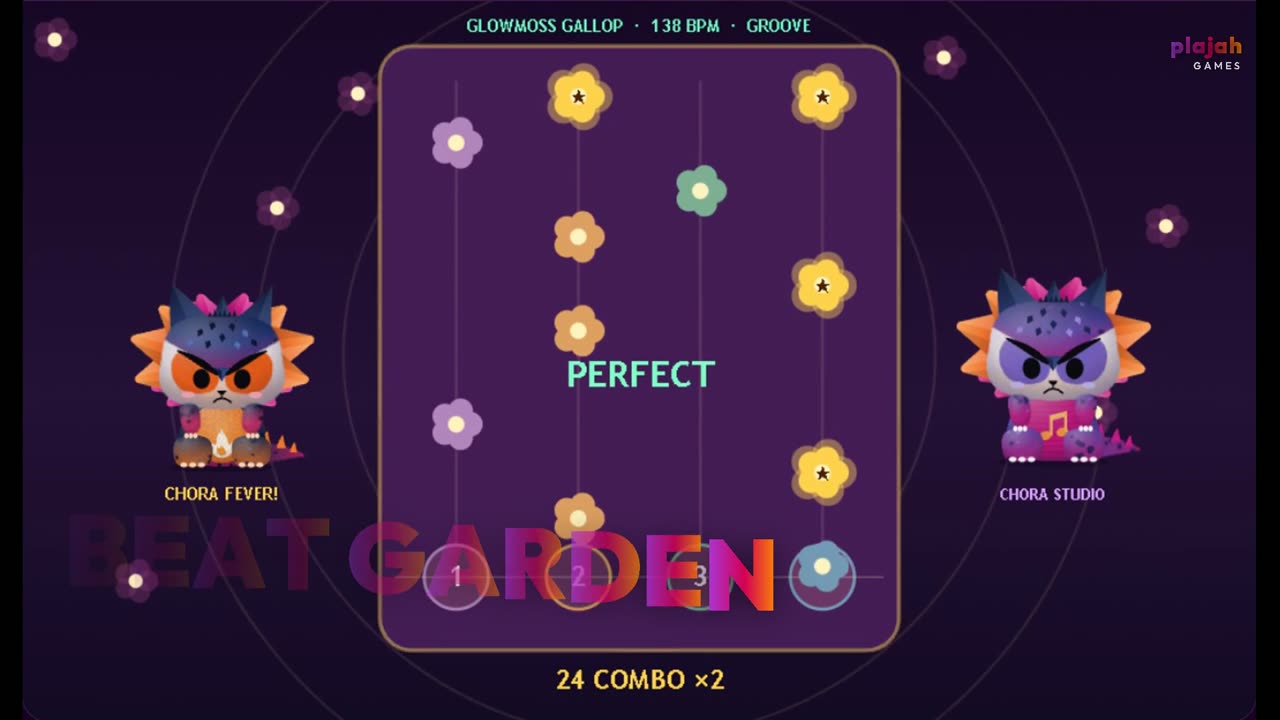 GLOWMOSS GALLOP · 138 BPM · GROOVE
plajah
GAMES
PERFECT
CHORA FEVER!
CHORA STUDIO
BEAT GARDEN
1 2 3
24 COMBO ×2